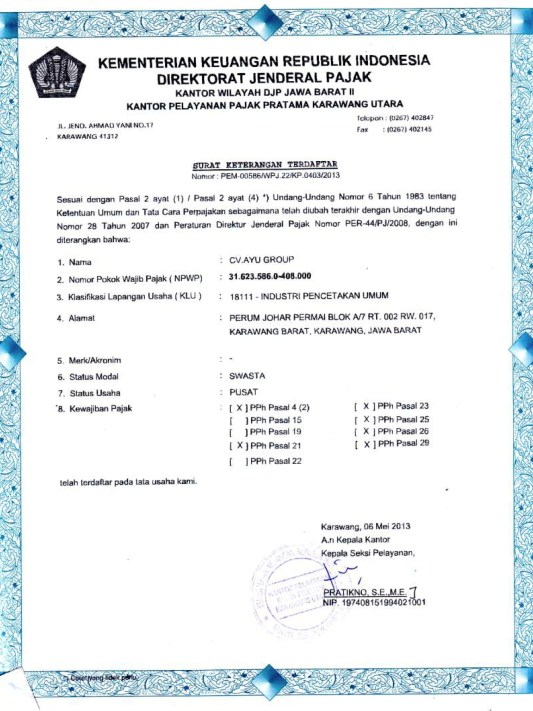 KEMENTERIAN KEUANGAN REPUBLIK INDONESIA
DIREKTORAT JENDERAL PAJAK
KANTOR WILAYAH DJP JAWA BARAT II
KANTOR PELAYANAN PAJAK PRATAMA KARAWANG UTARA
JL. JEND. AHMAD YANI NO.17
KARAWANG 41312
Telepon : (0267) 402847
Fax : (0267) 402145
SURAT KETERANGAN TERDAFTAR
Nomor : PEM-00586/WPJ.22/KP.0403/2013
Sesuai dengan Pasal 2 ayat (1) / Pasal 2 ayat (4) *) Undang-Undang Nomor 6 Tahun 1983 tentang
Ketentuan Umum dan Tata Cara Perpajakan sebagaimana telah diubah terakhir dengan Undang-Undang
Nomor 28 Tahun 2007 dan Peraturan Direktur Jenderal Pajak Nomor PER-44/PJ/2008, dengan ini
diterangkan bahwa:
1. Nama : CV.AYU GROUP
2. Nomor Pokok Wajib Pajak ( NPWP) : 31.623.586.0-408.000
3. Klasifikasi Lapangan Usaha ( KLU ) : 18111 - INDUSTRI PENCETAKAN UMUM
4. Alamat : PERUM JOHAR PERMAI BLOK A/7 RT. 002 RW. 017,
KARAWANG BARAT, KARAWANG, JAWA BARAT
5. Merk/Akronim : -
6. Status Modal : SWASTA
7. Status Usaha : PUSAT
8. Kewajiban Pajak : [ X ] PPh Pasal 4 (2) [ X ] PPh Pasal 23
[ ] PPh Pasal 15 [ X ] PPh Pasal 25
[ ] PPh Pasal 19 [ X ] PPh Pasal 26
[ X ] PPh Pasal 21 [ X ] PPh Pasal 29
[ ] PPh Pasal 22
telah terdaftar pada tata usaha kami.
Karawang, 06 Mei 2013
A.n Kepala Kantor
Kepala Seksi Pelayanan,
PRATIKNO, S.E.,M.E.
NIP. 197408151994021001
*) Coret yang tidak perlu